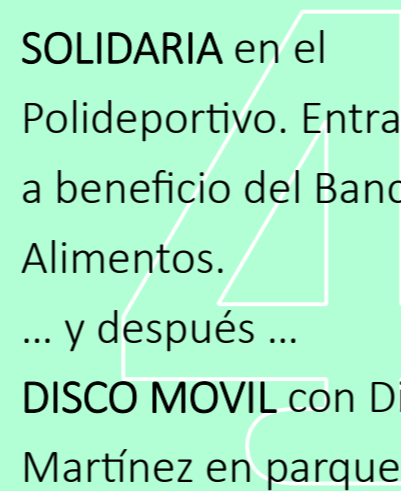 SOLIDARIA en el
Polideportivo. Entra
a beneficio del Banc
Alimentos.
... y después ...
DISCO MOVIL con Di
Martínez en parque